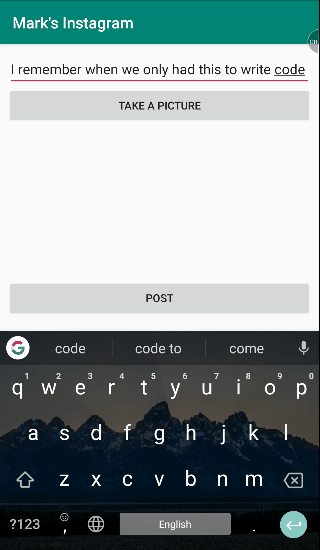 Mark's Instagram
I remember when we only had this to write code
TAKE A PICTURE
POST
code code to come
1 2 3 4 5 6 7 8 9 0
q w e r t y u i o p
a s d f g h j k l
z x c v b n m
?123 , English .